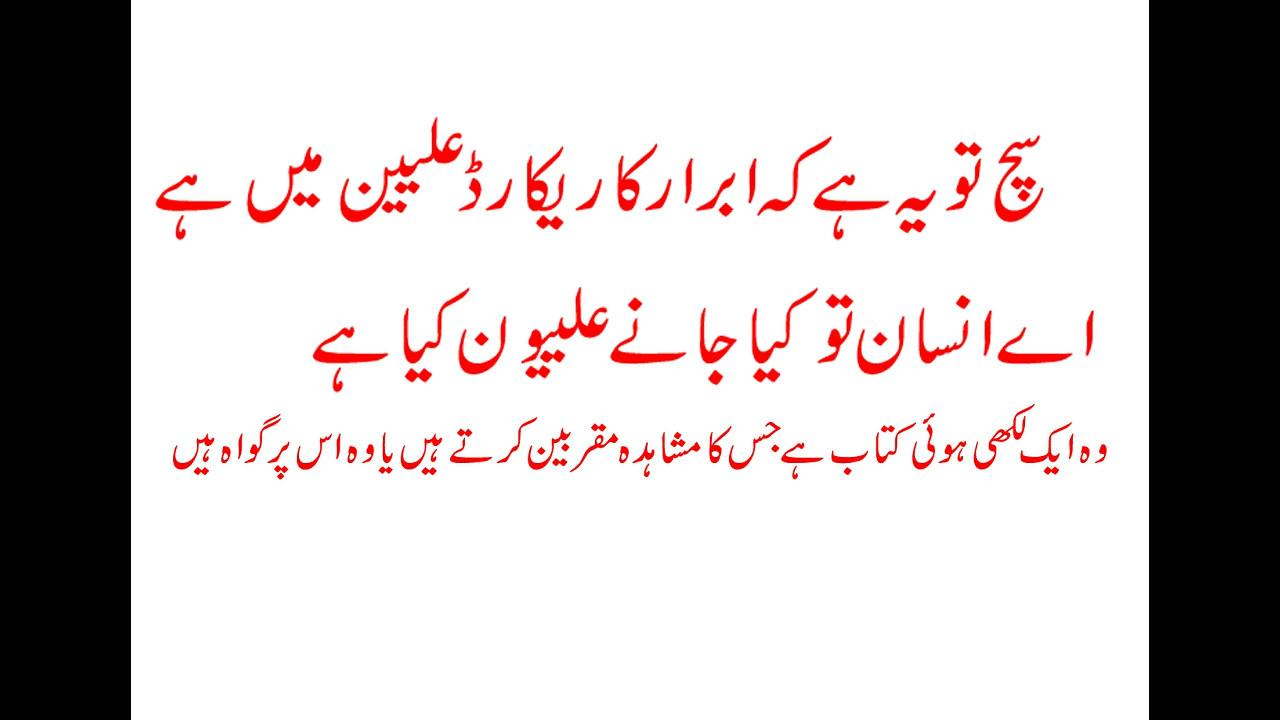 سچ تو یہ ہے کہ ابرار کا ریکارڈ علیین میں ہے
اے انسان تو کیا جانے علییون کیا ہے
وہ ایک لکھی ہوئی کتاب ہے جس کا مشاہدہ مقربین کرتے ہیں یا وہ اس پر گواہ ہیں